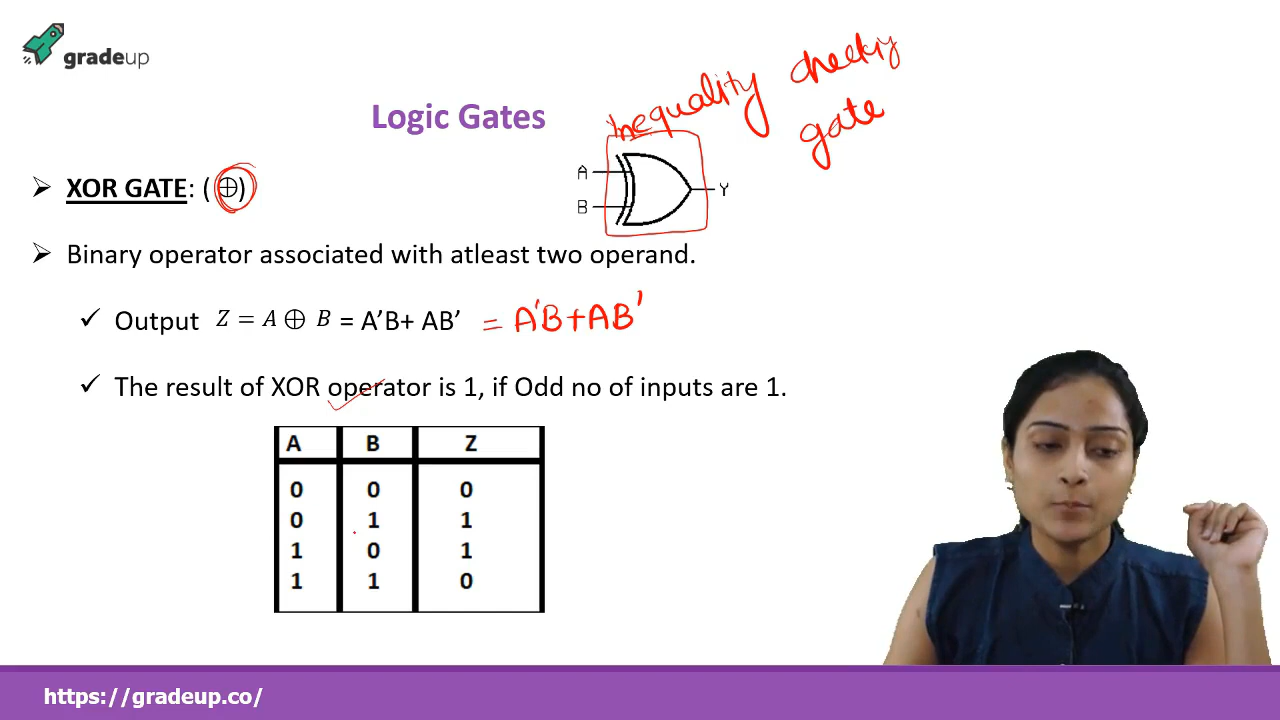 gradeup
inequality checking
gate
Logic Gates
A
B
Y
➢ XOR GATE: ( ⊕)
➢ Binary operator associated with atleast two operand.
✓ Output Z = A ⊕ B = A’B+ AB’ = A'B+AB'
✓ The result of XOR operator is 1, if Odd no of inputs are 1.
A B Z
0 0 0
0 1 1
1 0 1
1 1 0
https://gradeup.co/